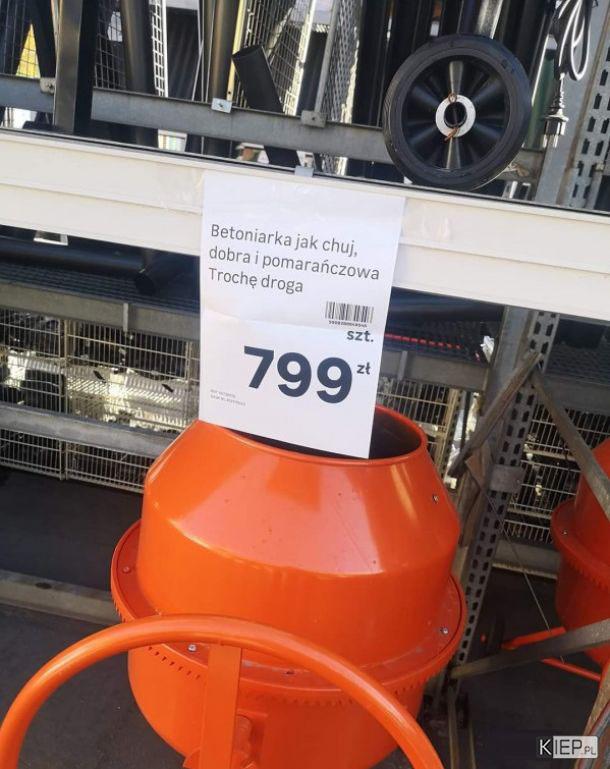 Betoniarka jak chuj,
dobra i pomarańczowa
Trochę droga
szt.
799 zł
KIEP.PL